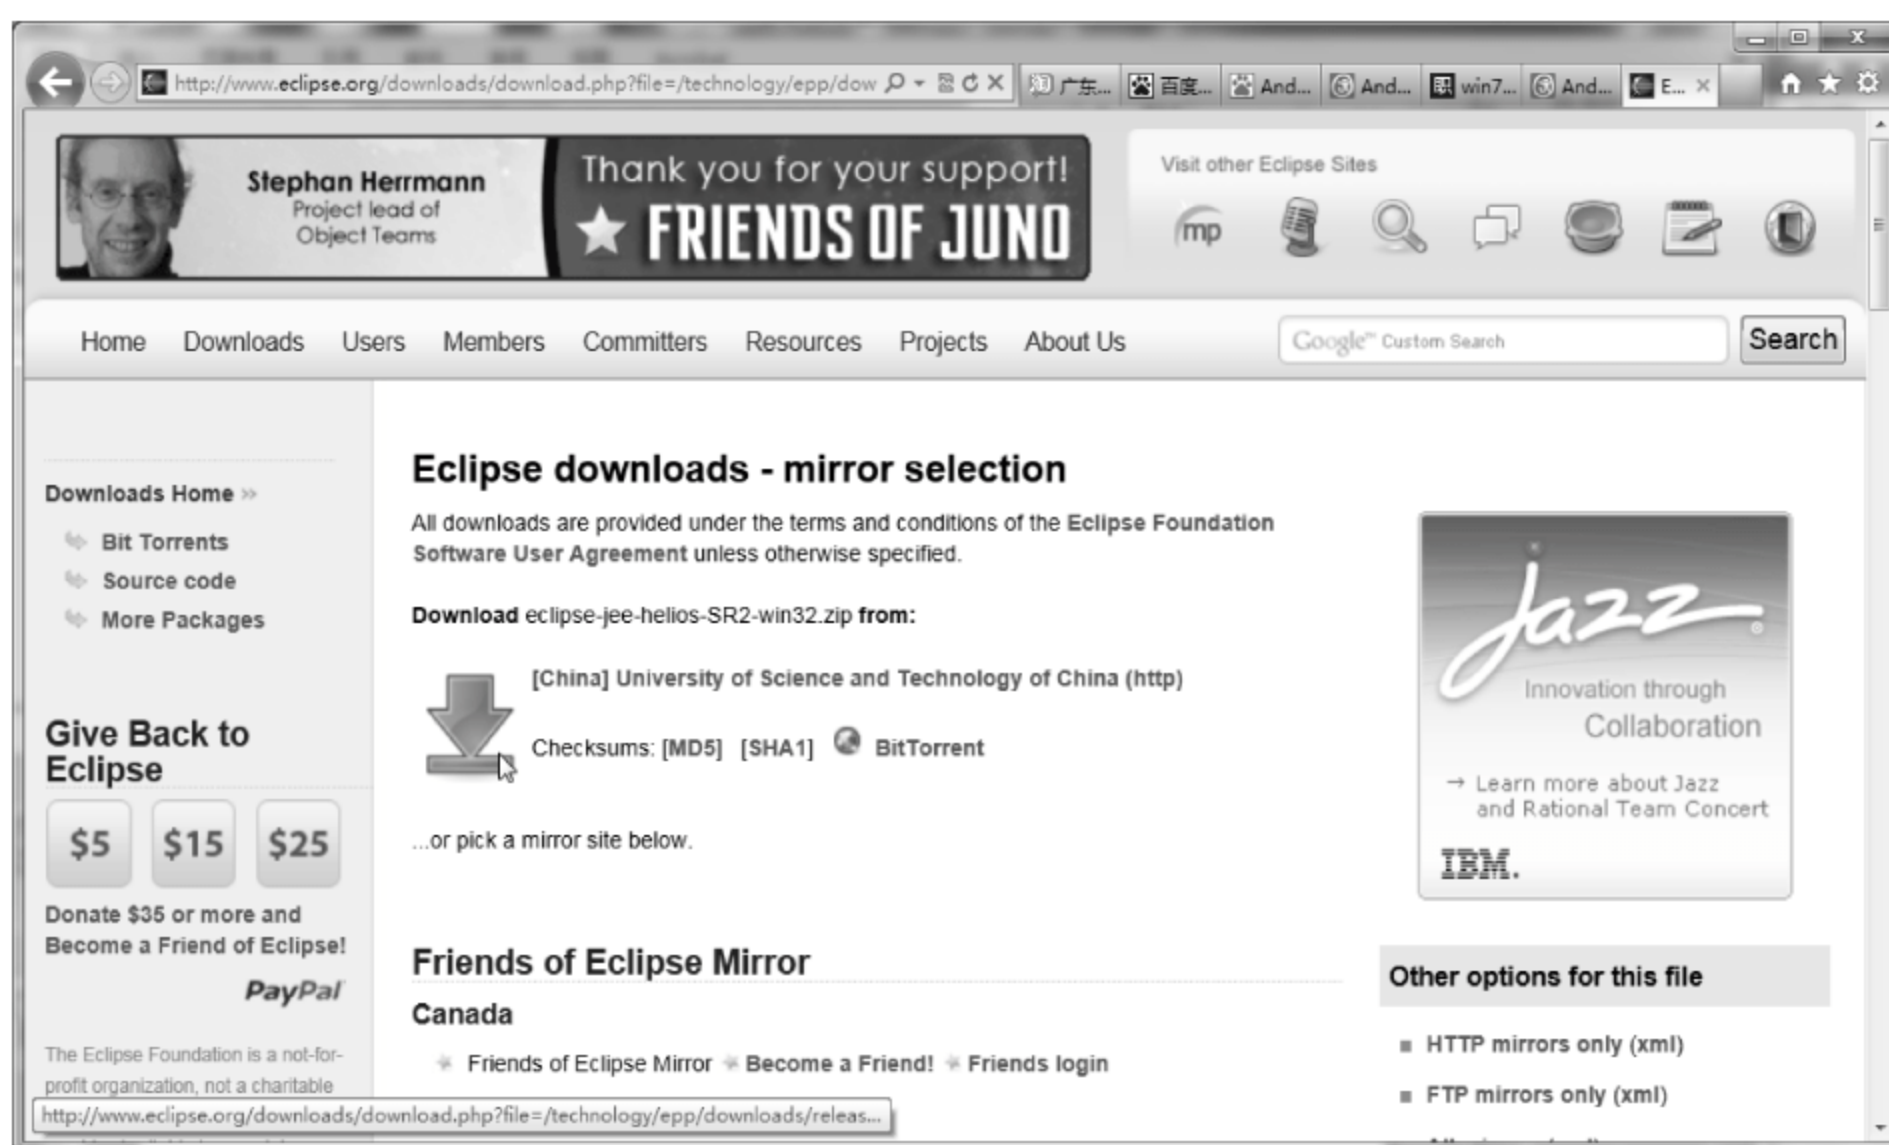 http://www.eclipse.org/downloads/download.php?file=/technology/epp/dow
广东...
百度...
And...
And...
win7...
And...
E...
Stephan Herrmann
Project lead of
Object Teams
Thank you for your support!
FRIENDS OF JUNO
Visit other Eclipse Sites
mp
Home Downloads Users Members Committers Resources Projects About Us
Google™ Custom Search
Search
Downloads Home »
Bit Torrents
Source code
More Packages
Give Back to
Eclipse
$5 $15 $25
Donate $35 or more and
Become a Friend of Eclipse!
PayPal
The Eclipse Foundation is a not-for-
profit organization, not a charitable
http://www.eclipse.org/downloads/download.php?file=/technology/epp/downloads/releas...
Eclipse downloads - mirror selection
All downloads are provided under the terms and conditions of the Eclipse Foundation
Software User Agreement unless otherwise specified.
Download eclipse-jee-helios-SR2-win32.zip from:
[China] University of Science and Technology of China (http)
Checksums: [MD5] [SHA1] BitTorrent
...or pick a mirror site below.
Friends of Eclipse Mirror
Canada
Friends of Eclipse Mirror Become a Friend! Friends login
Jazz®
Innovation through
Collaboration
→ Learn more about Jazz
and Rational Team Concert
IBM.
Other options for this file
HTTP mirrors only (xml)
FTP mirrors only (xml)